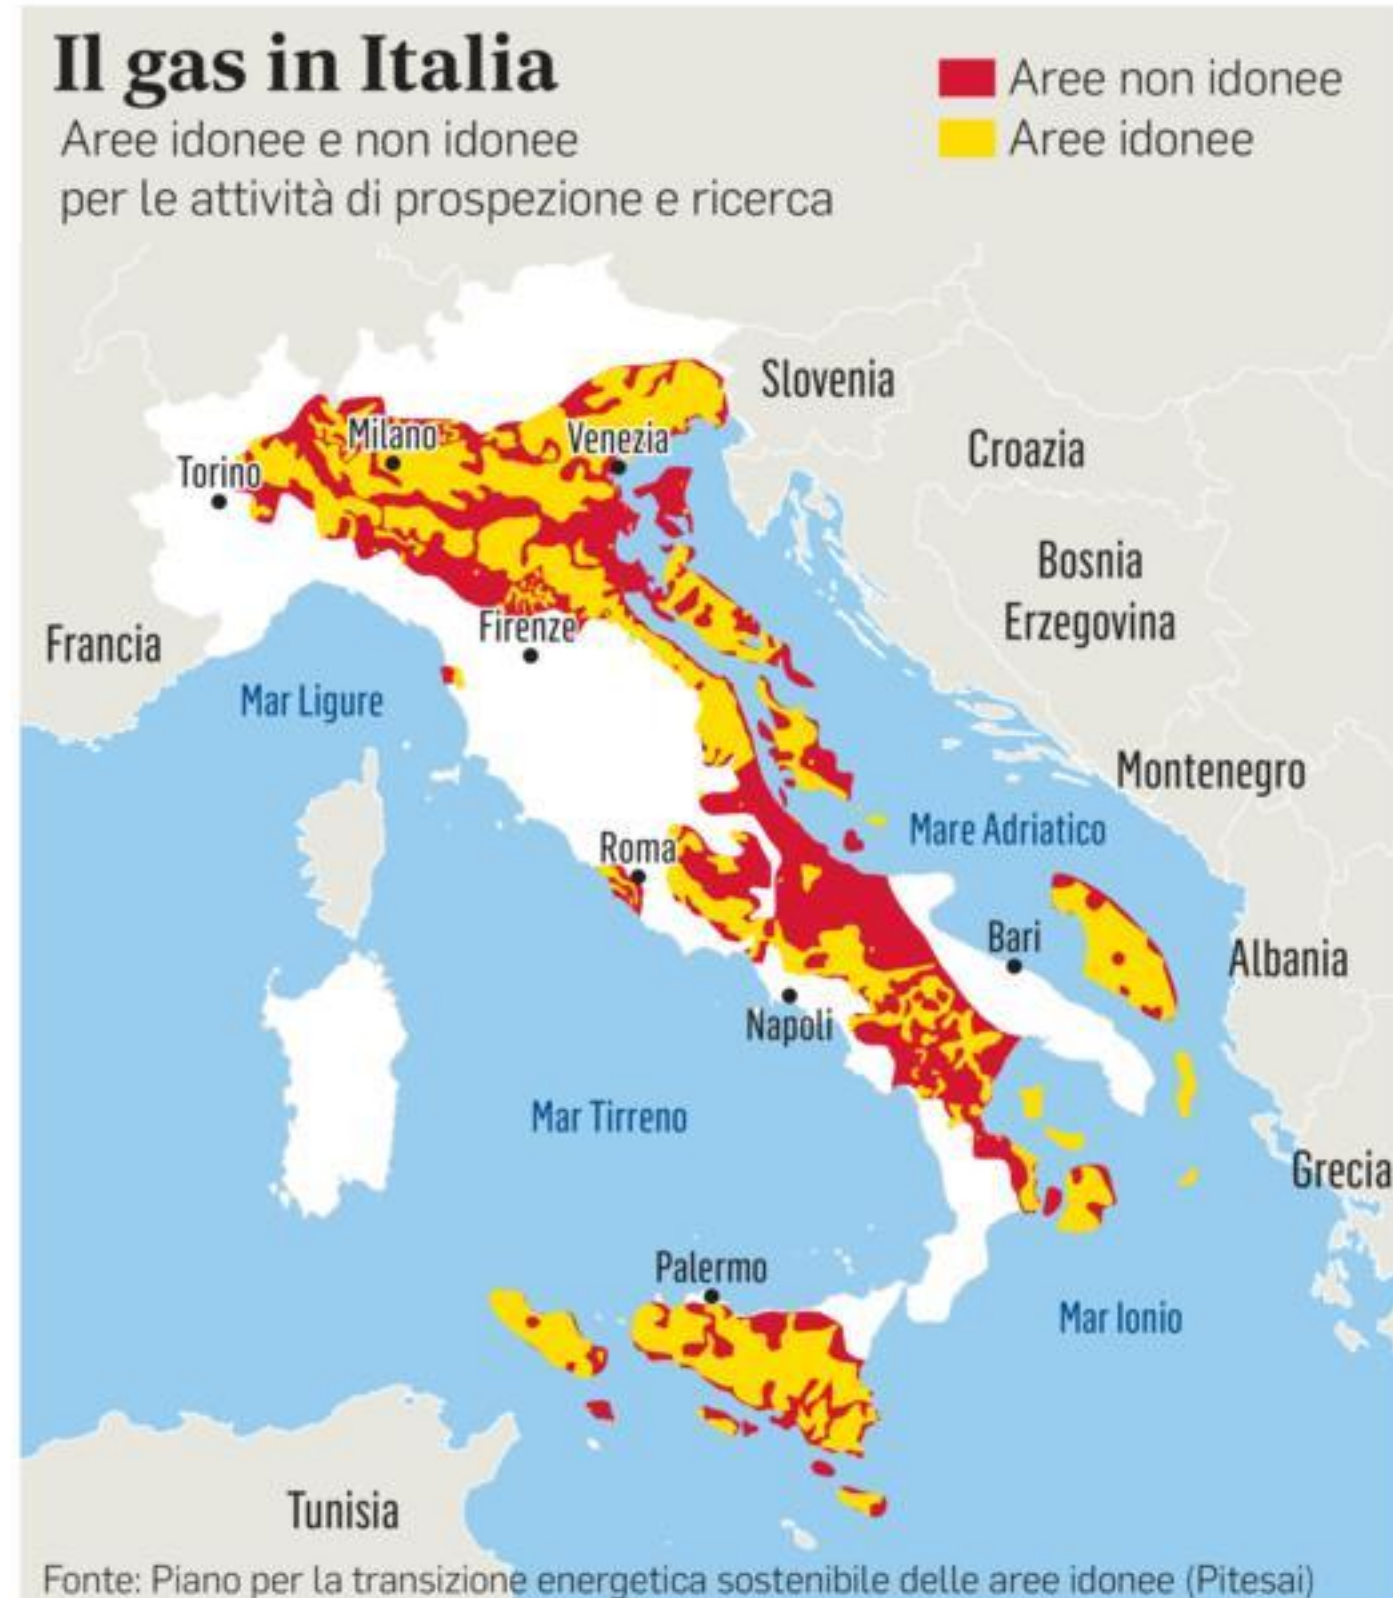 Il gas in Italia
Aree idonee e non idonee
per le attività di prospezione e ricerca
Aree non idonee
Aree idonee
Slovenia
Croazia
Milano
Venezia
Torino
Bosnia
Erzegovina
Francia
Firenze
Mar Ligure
Montenegro
Mare Adriatico
Roma
Bari
Albania
Napoli
Mar Tirreno
Grecia
Palermo
Mar Ionio
Tunisia
Fonte: Piano per la transizione energetica sostenibile delle aree idonee (Pitesai)